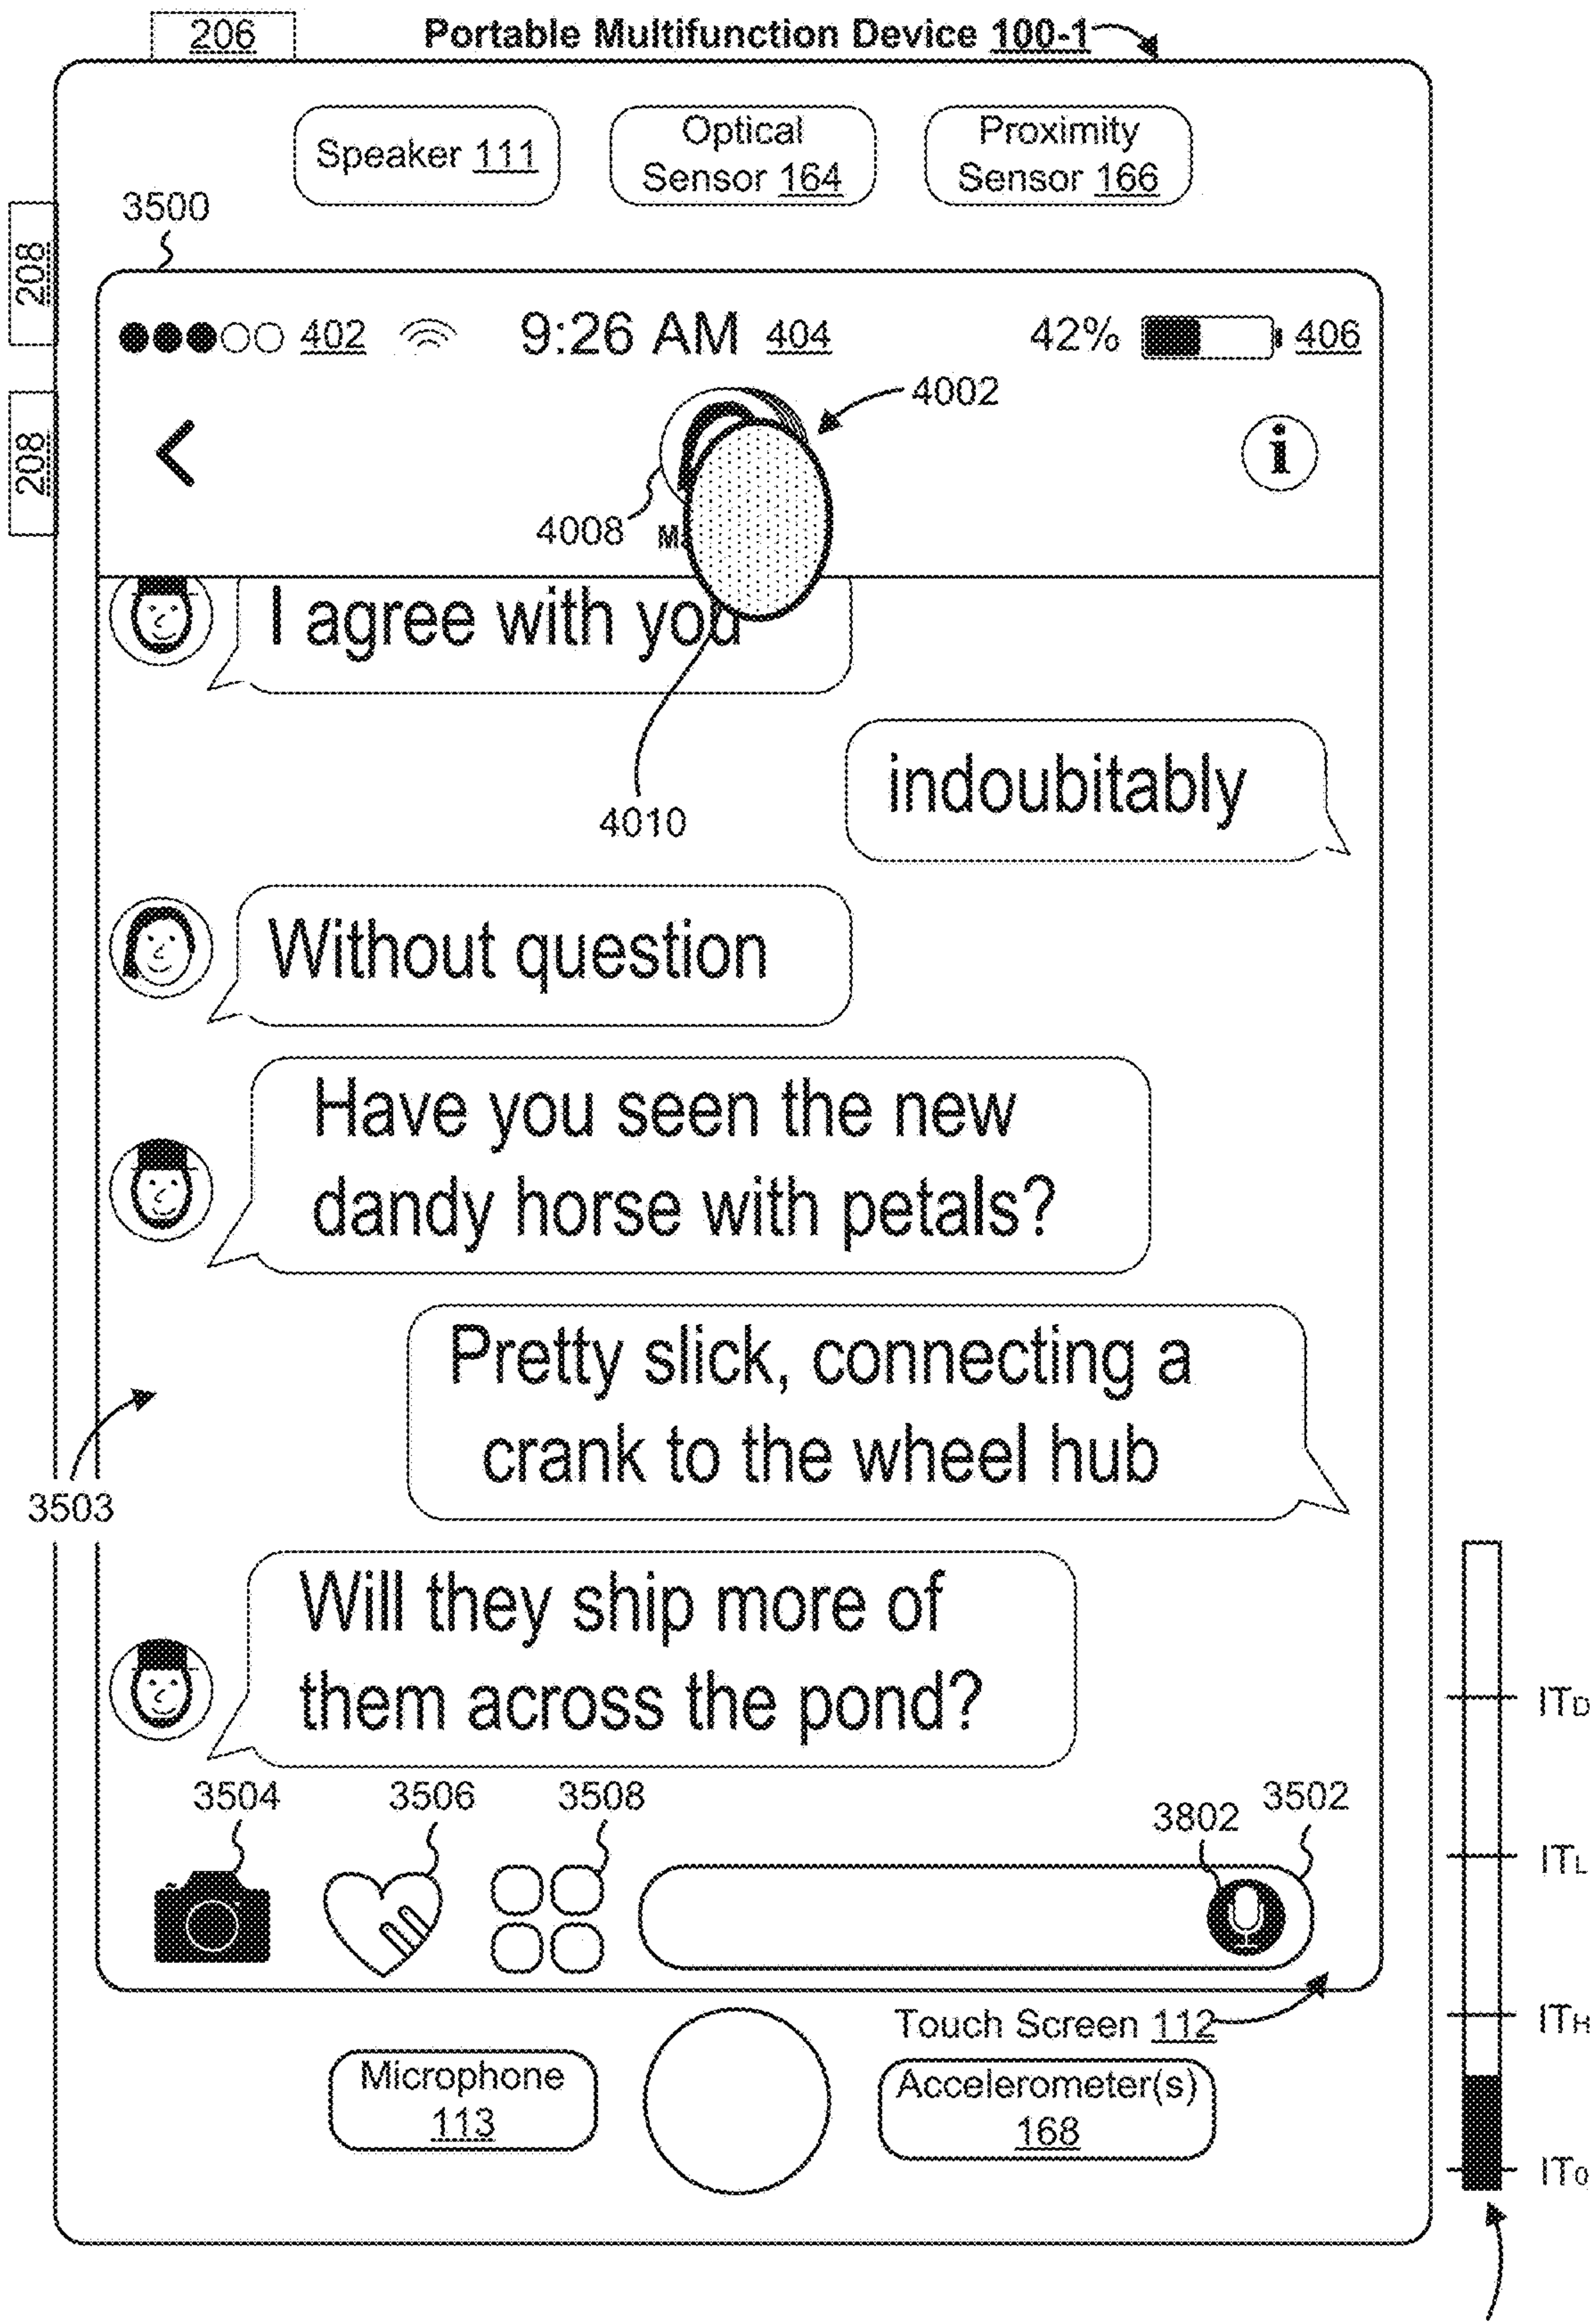 206
Portable Multifunction Device 100-1
Speaker 111
Optical
Sensor 164
Proximity
Sensor 166
3500
208
208
402
9:26 AM 404
42%
406
4002
i
4008
I agree with you
4010
indoubitably
Without question
Have you seen the new
dandy horse with petals?
Pretty slick, connecting a
crank to the wheel hub
3503
Will they ship more of
them across the pond?
3504
3506
3508
3802
3502
Touch Screen 112
Microphone
113
Accelerometer(s)
168
ITD
ITL
ITH
IT0